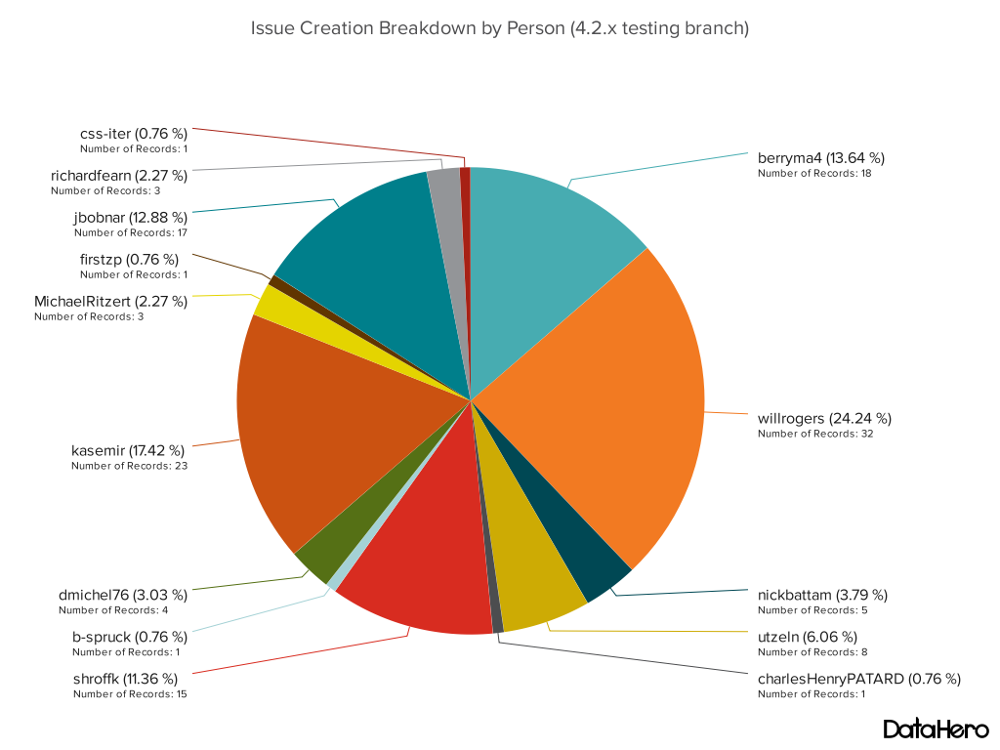 Issue Creation Breakdown by Person (4.2.x testing branch)
css-iter (0.76 %)
Number of Records: 1
richardfearn (2.27 %)
Number of Records: 3
jbobnar (12.88 %)
Number of Records: 17
firstzp (0.76 %)
Number of Records: 1
MichaelRitzert (2.27 %)
Number of Records: 3
kasemir (17.42 %)
Number of Records: 23
dmichel76 (3.03 %)
Number of Records: 4
b-spruck (0.76 %)
Number of Records: 1
shroffk (11.36 %)
Number of Records: 15
berryma4 (13.64 %)
Number of Records: 18
willrogers (24.24 %)
Number of Records: 32
nickbattam (3.79 %)
Number of Records: 5
utzeln (6.06 %)
Number of Records: 8
charlesHenryPATARD (0.76 %)
Number of Records: 1
DataHero